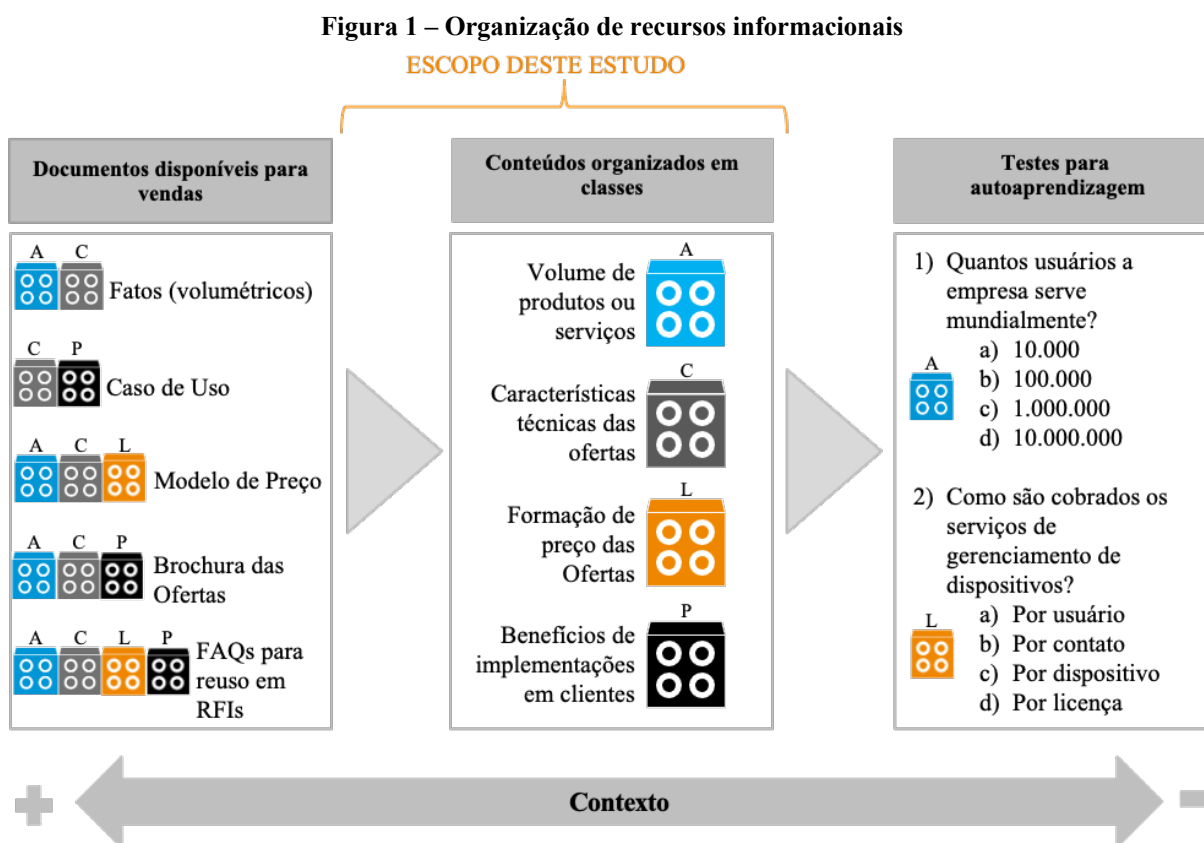 Figura 1 – Organização de recursos informacionais
ESCOPO DESTE ESTUDO
Documentos disponíveis para
vendas
A C
Fatos (volumétricos)
C P
Caso de Uso
A C L
Modelo de Preço
A C P
Brochura das
Ofertas
A C L P
FAQs para
reuso em
RFIs
Conteúdos organizados em
classes
A
Volume de
produtos ou
serviços
C
Características
técnicas das
ofertas
L
Formação de
preço das
Ofertas
P
Benefícios de
implementações
em clientes
Testes para
autoaprendizagem
1) Quantos usuários a
empresa serve
mundialmente?
A
a) 10.000
b) 100.000
c) 1.000.000
d) 10.000.000
2) Como são cobrados os
serviços de
gerenciamento de
dispositivos?
L
a) Por usuário
b) Por contato
c) Por dispositivo
d) Por licença
+ Contexto -